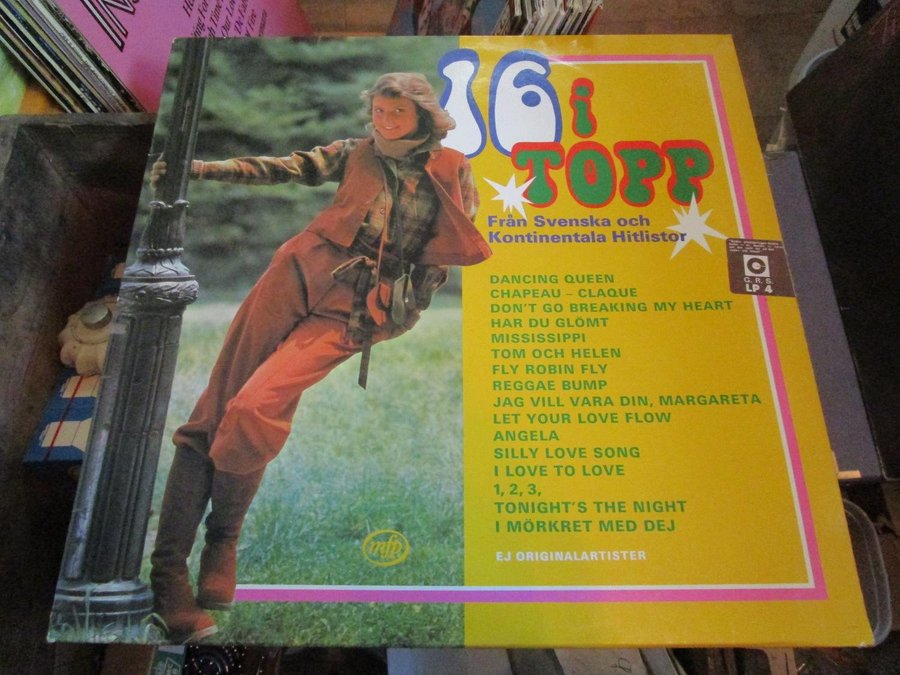 16
i
TOPP
Från Svenska och
Kontinentala Hitlistor
DANCING QUEEN
CHAPEAU – CLAQUE
DON'T GO BREAKING MY HEART
HAR DU GLÖMT
MISSISSIPPI
TOM OCH HELEN
FLY ROBIN FLY
REGGAE BUMP
JAG VILL VARA DIN, MARGARETA
LET YOUR LOVE FLOW
ANGELA
SILLY LOVE SONG
I LOVE TO LOVE
1, 2, 3,
TONIGHT'S THE NIGHT
I MÖRKRET MED DEJ
EJ ORIGINALARTISTER
G. R. S.
LP 4
mfp